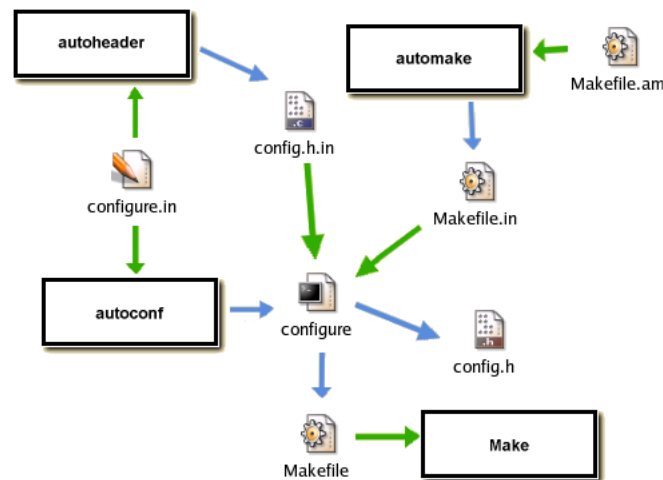 autoheader
automake
Makefile.am
config.h.in
configure.in
Makefile.in
autoconf
configure
config.h
Makefile
Make
.c
.h